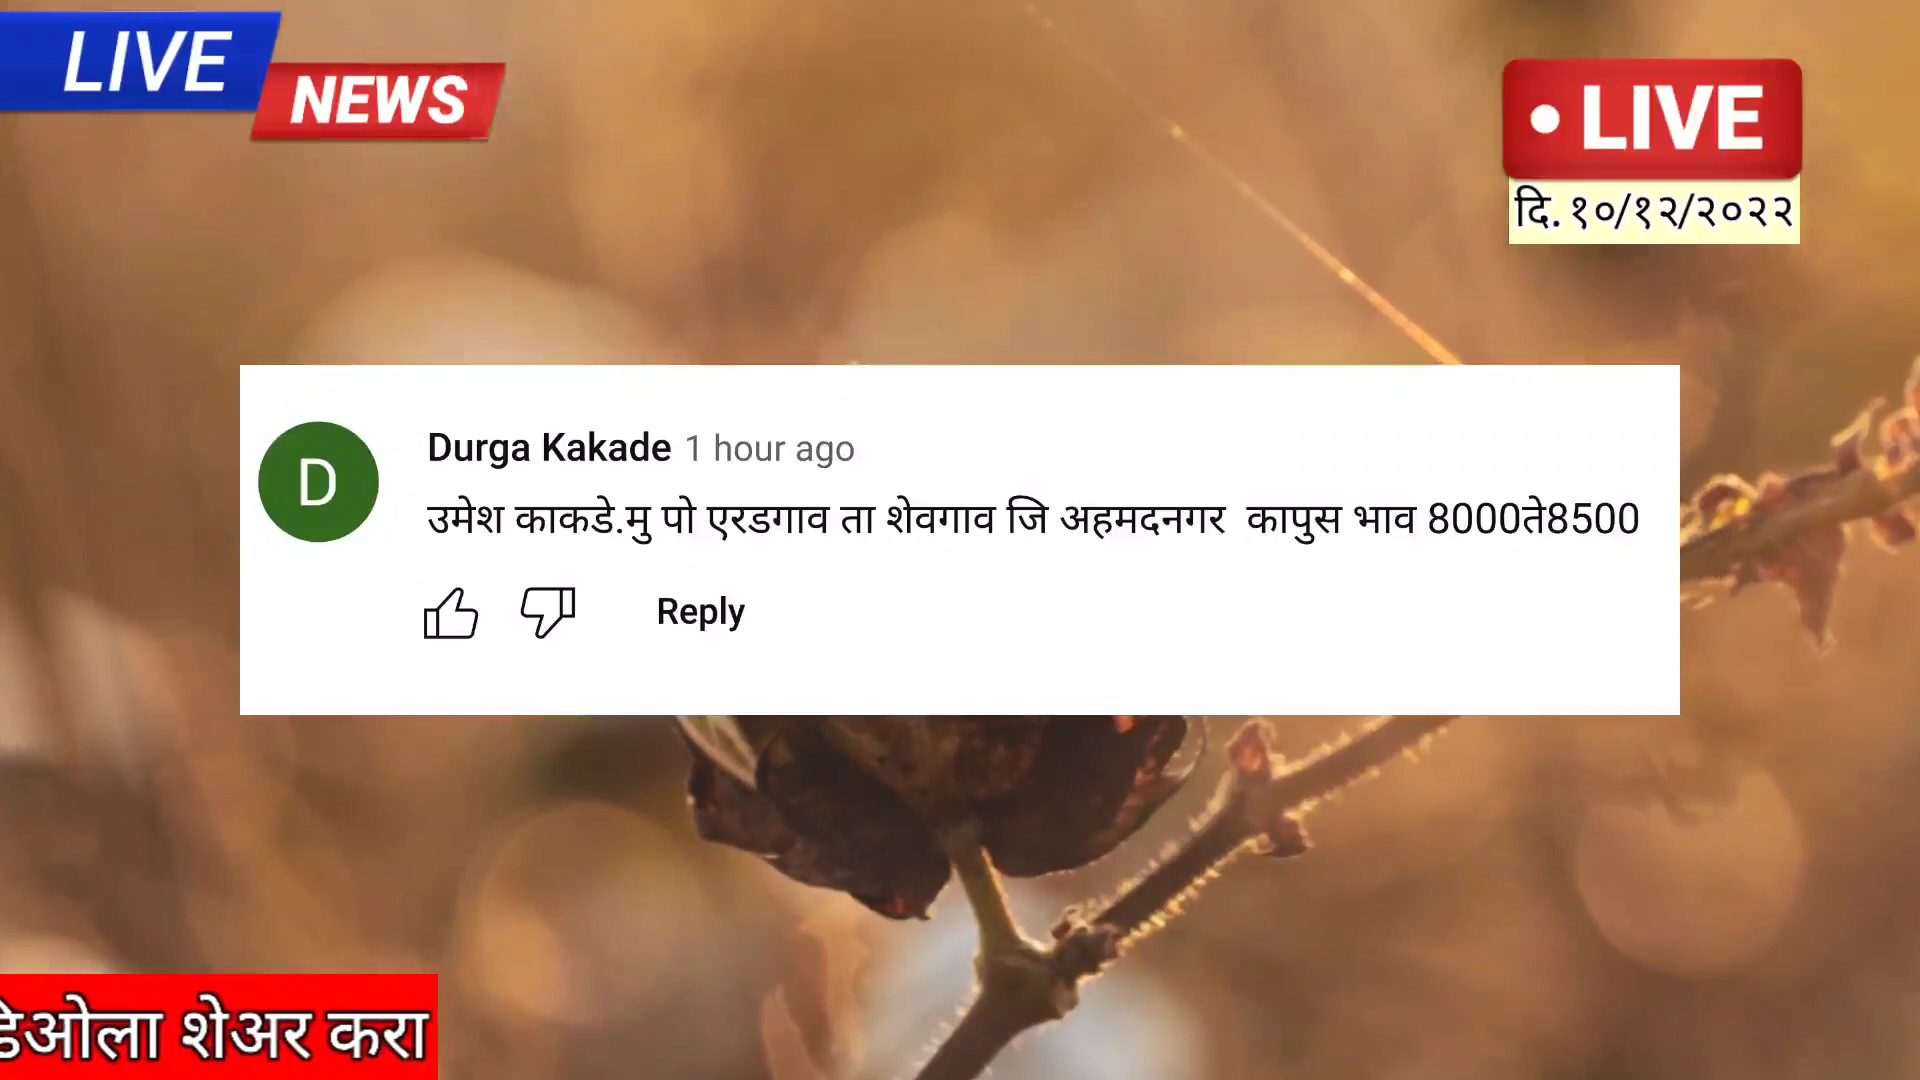 LIVE
NEWS
LIVE
दि. १०/१२/२०२२
Durga Kakade 1 hour ago
D
उमेश काकडे.मु पो एरडगाव ता शेवगाव जि अहमदनगर कापुस भाव 8000ते8500
Reply
शेअर करा